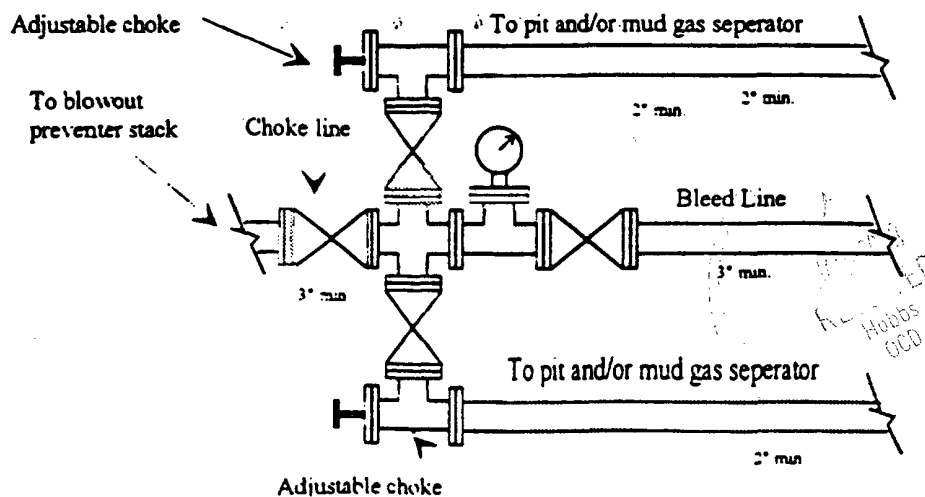 Adjustable choke
To pit and/or mud gas seperator
2" min.
2" min.
To blowout
preventer stack
Choke line
Bleed Line
3" min
3" min.
Hobbs
OCD
To pit and/or mud gas seperator
2" min
Adjustable choke